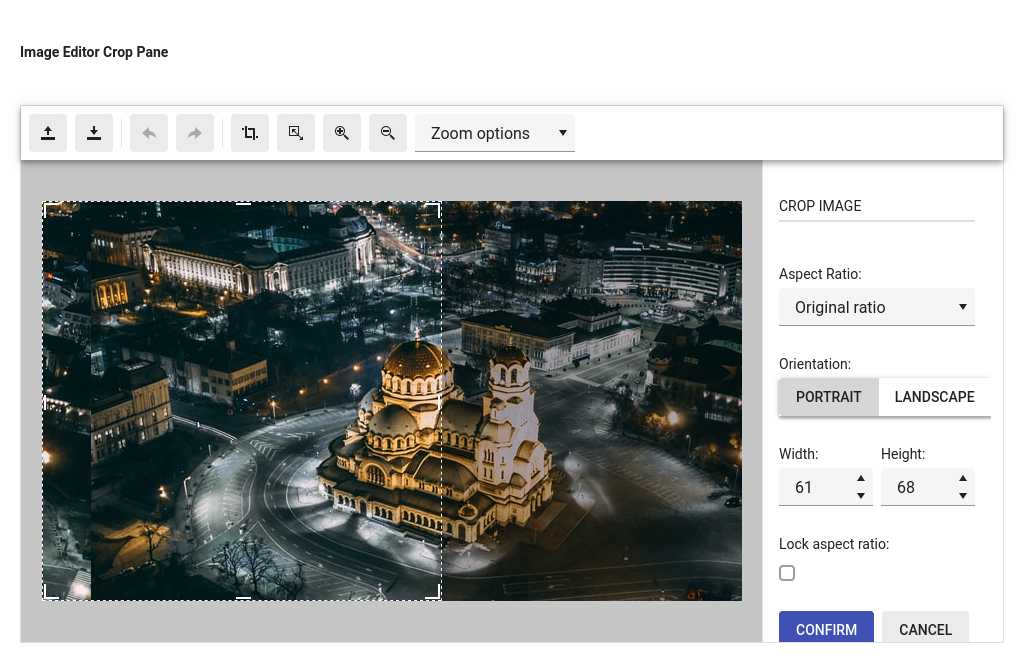 Image Editor Crop Pane
Zoom options
CROP IMAGE
Aspect Ratio:
Original ratio
Orientation:
PORTRAIT LANDSCAPE
Width: Height:
61 68
Lock aspect ratio:
CONFIRM CANCEL